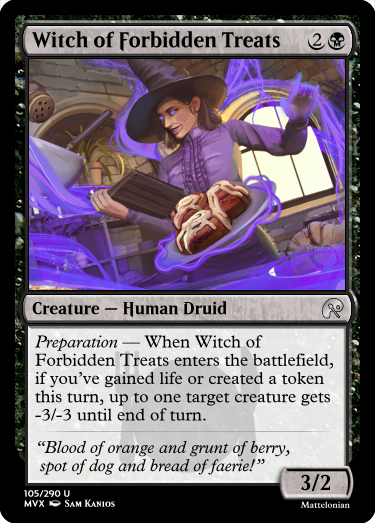 Witch of Forbidden Treats 2
Creature — Human Druid
Preparation — When Witch of
Forbidden Treats enters the battlefield,
if you’ve gained life or created a token
this turn, up to one target creature gets
-3/-3 until end of turn.
“Blood of orange and grunt of berry,
spot of dog and bread of faerie!”
3/2
105/290 U
MVX • Sam Kanios
Mattelonian